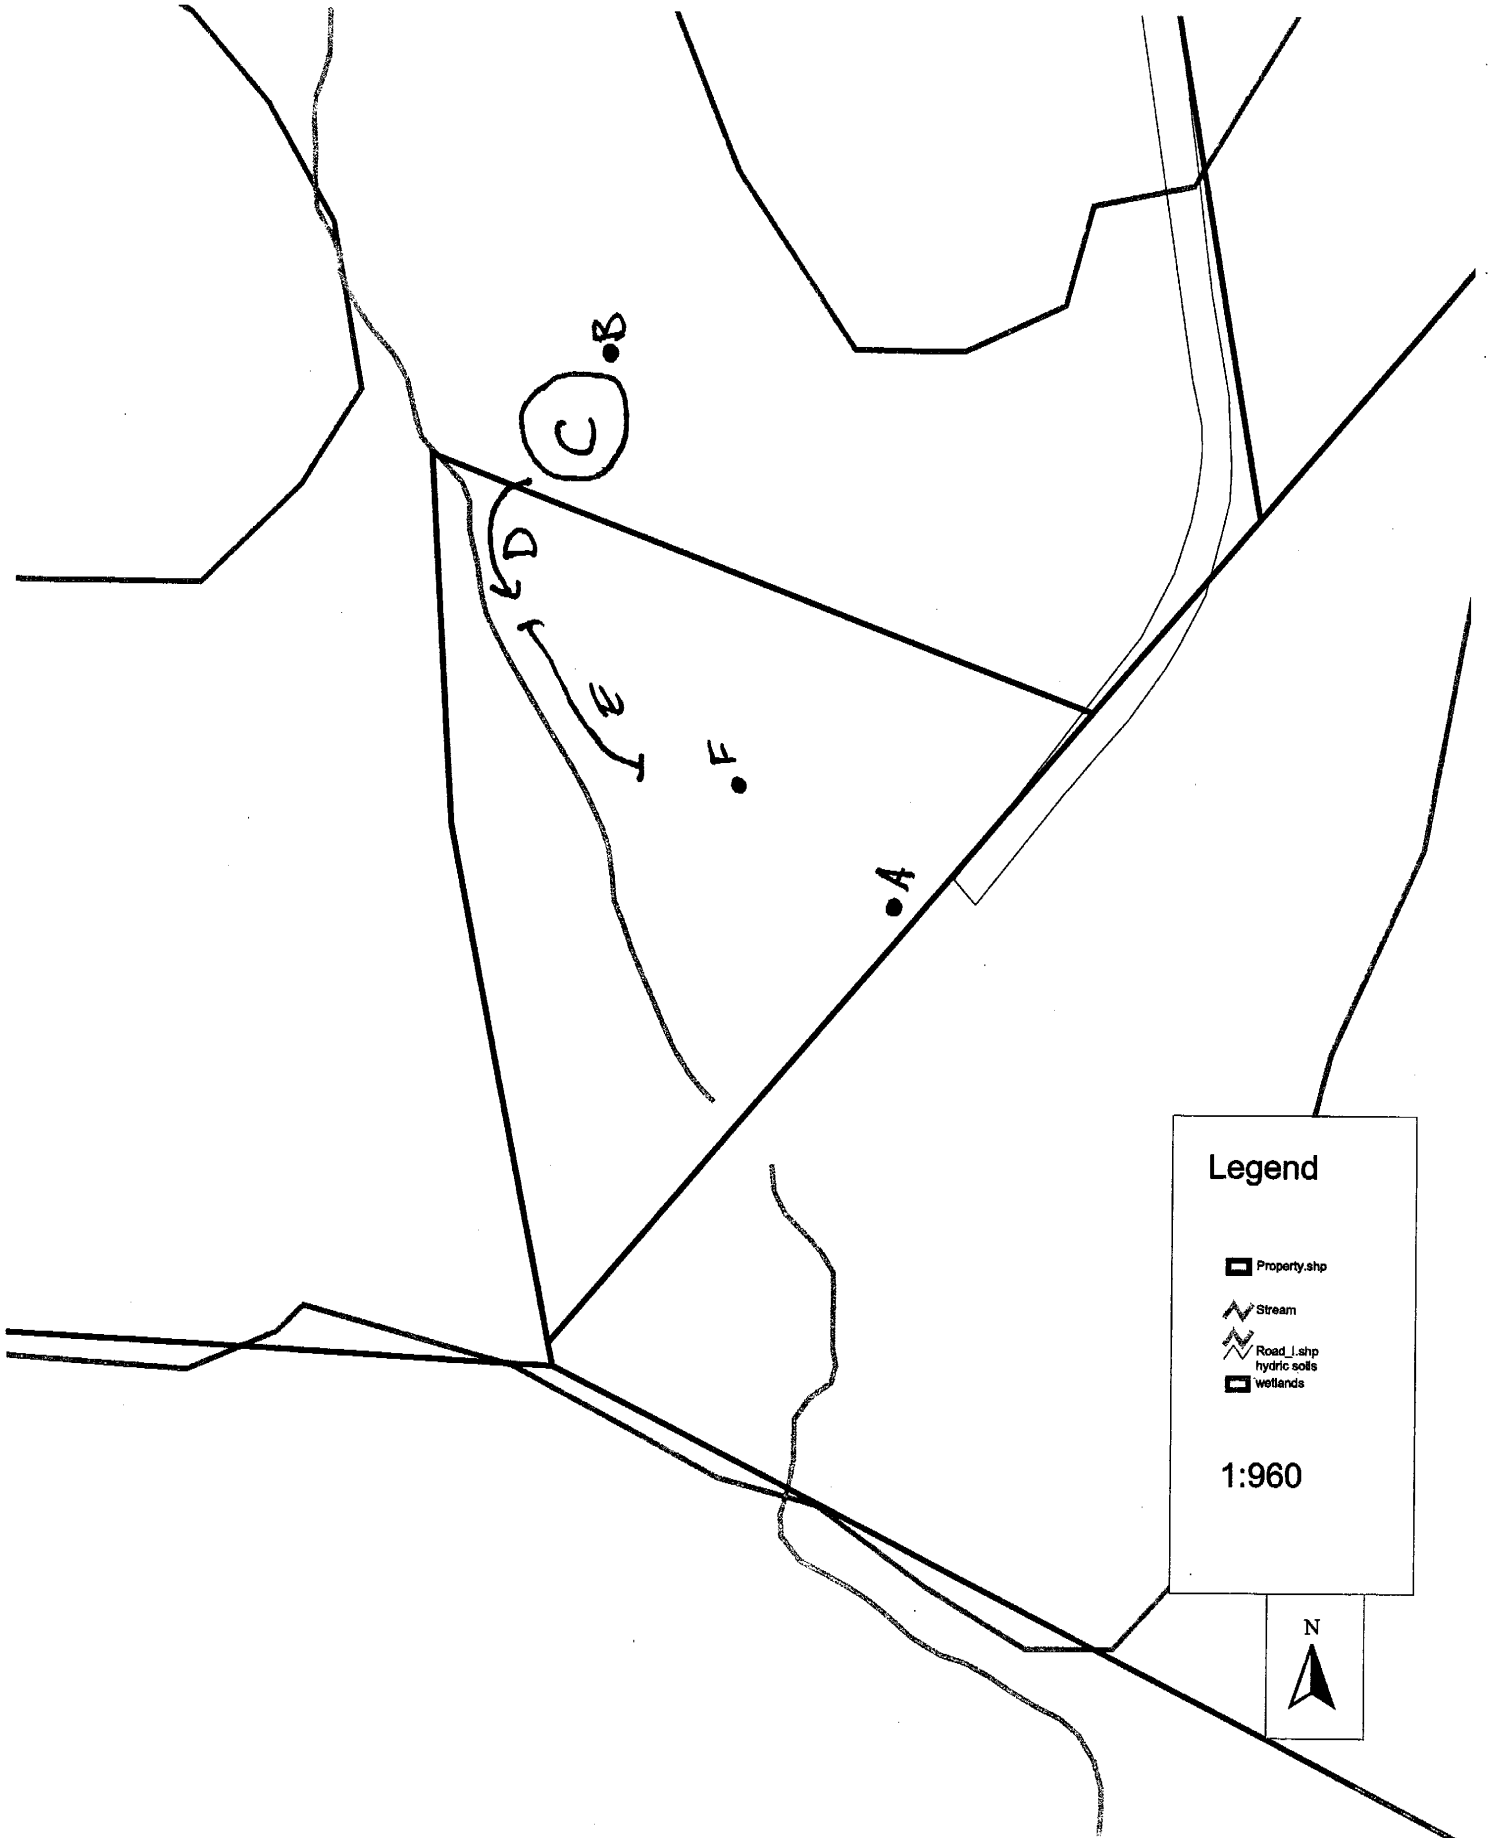 B
C
D
E
F
A
Legend
Property.shp
Stream
Road_l.shp
hydric soils
wetlands
1:960
N